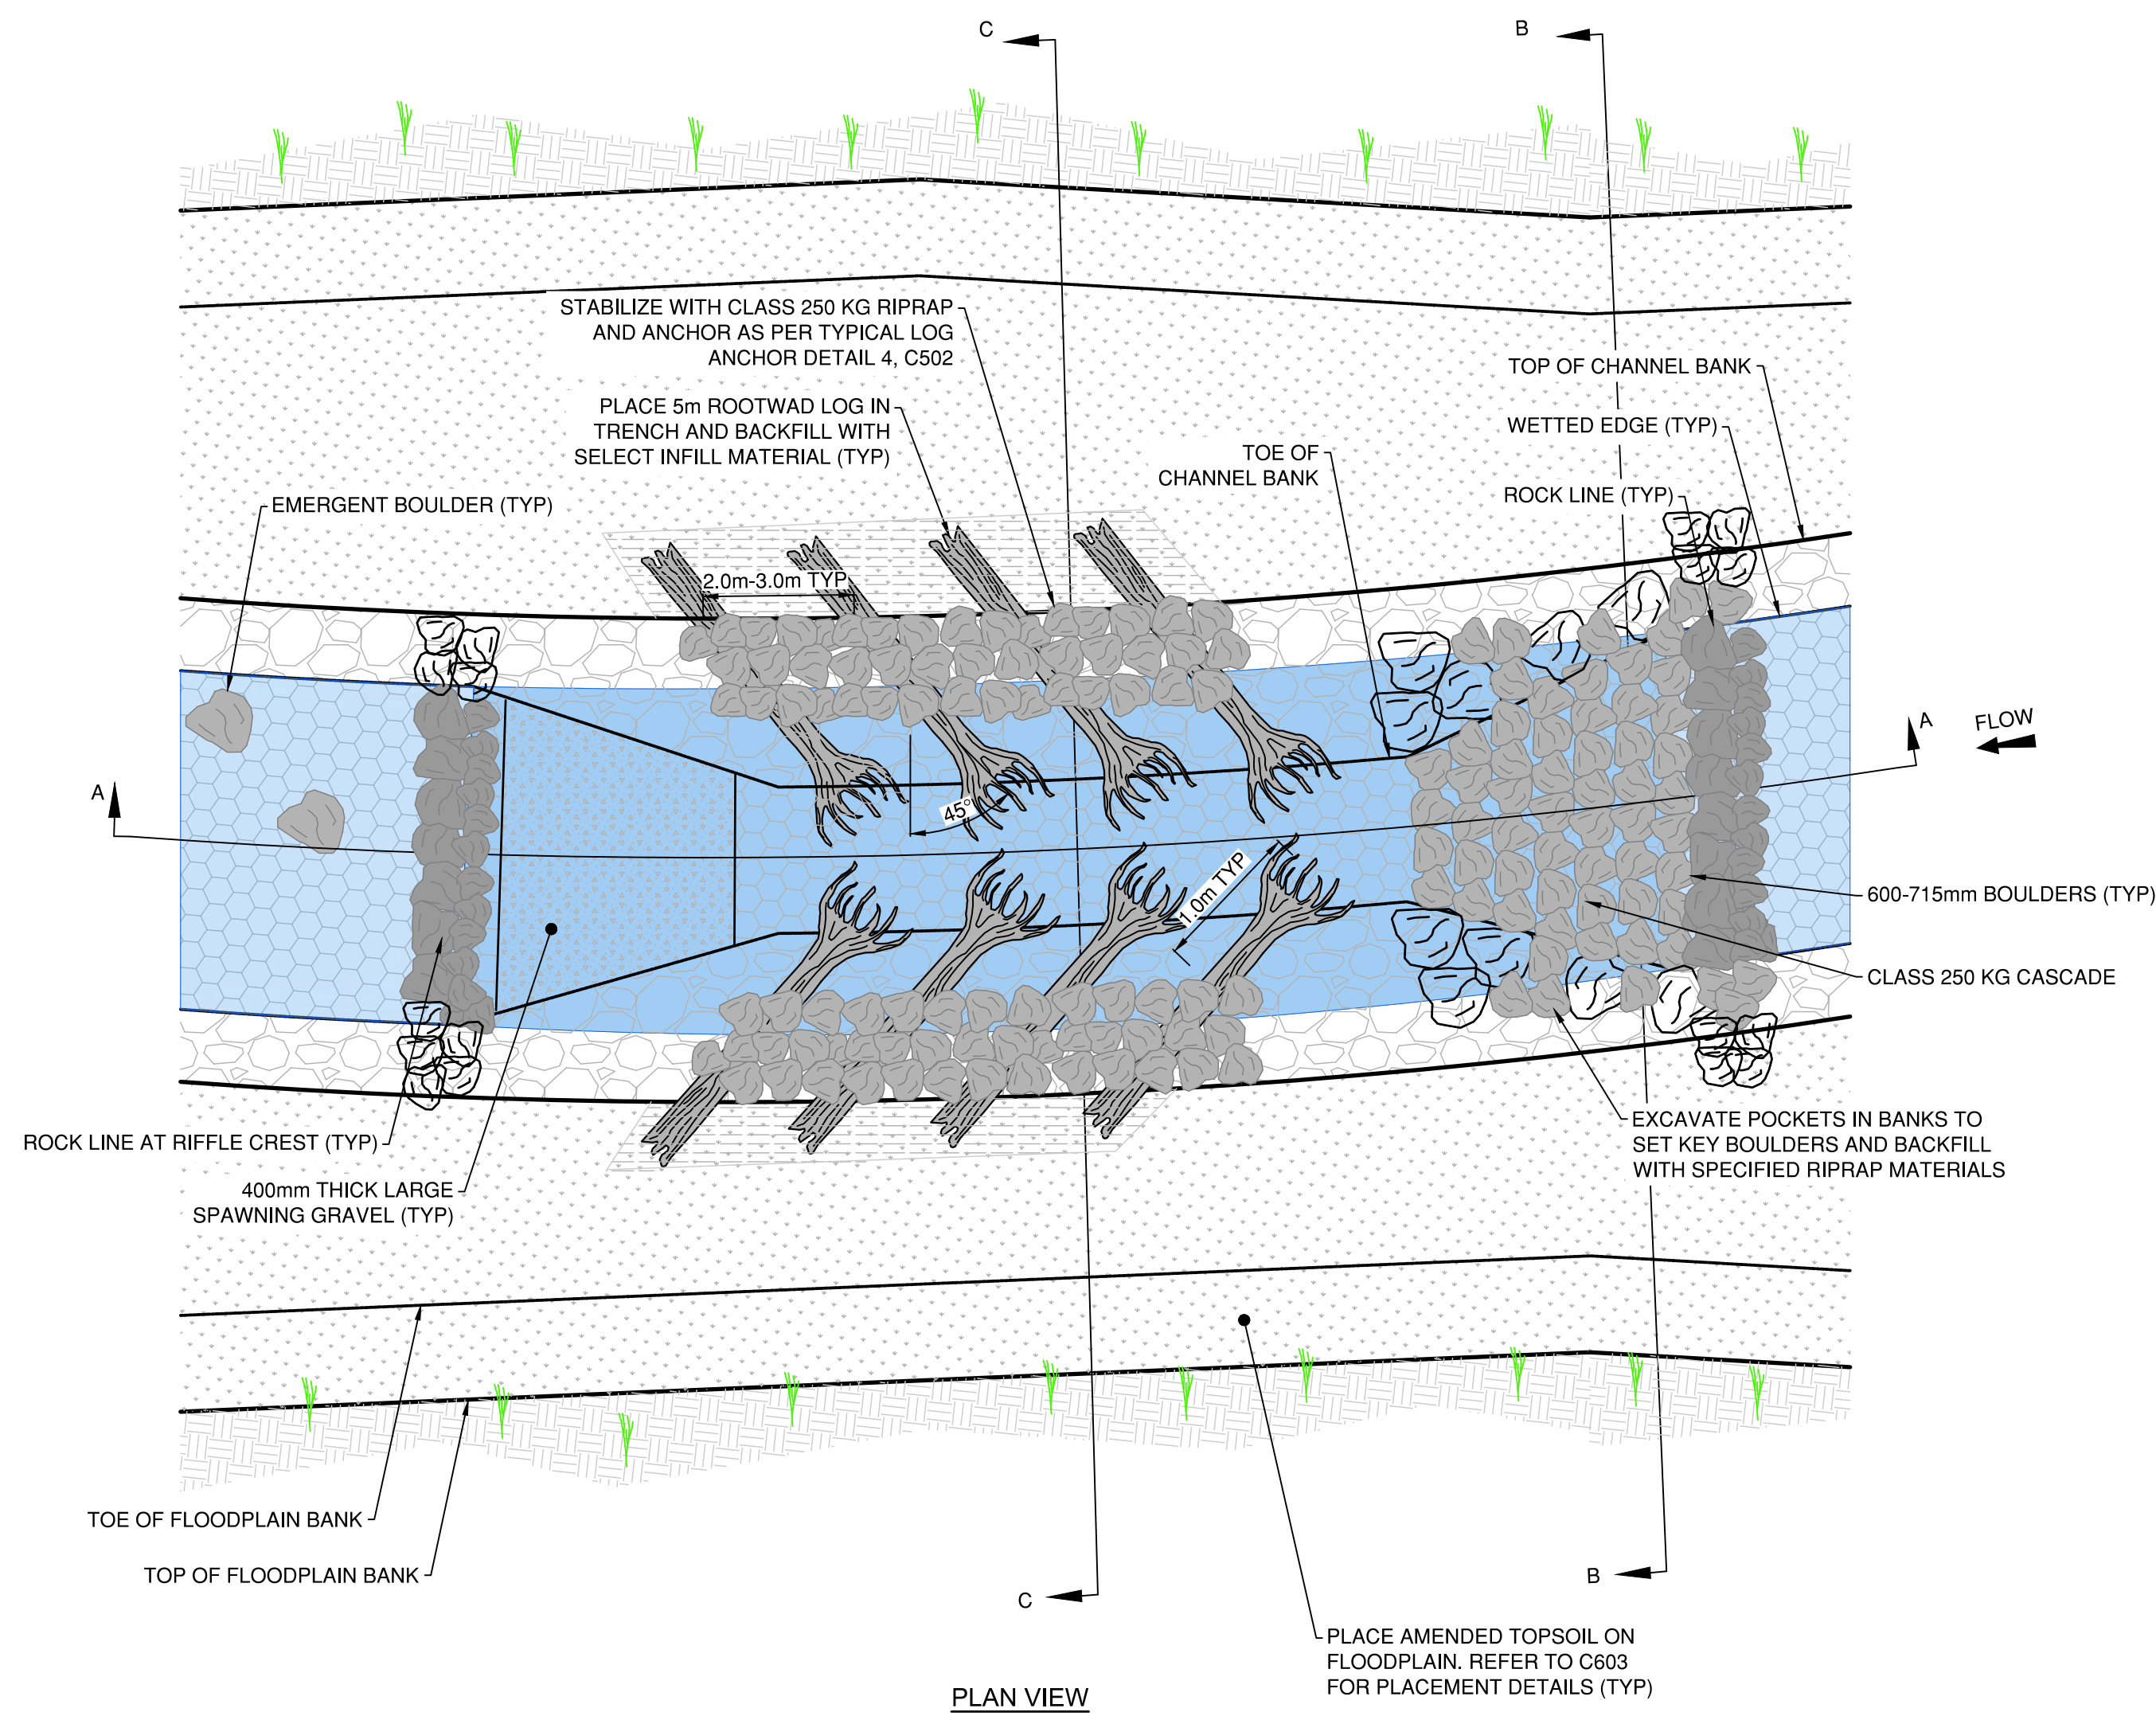 C
B
STABILIZE WITH CLASS 250 KG RIPRAP
AND ANCHOR AS PER TYPICAL LOG
ANCHOR DETAIL 4, C502
PLACE 5m ROOTWAD LOG IN
TRENCH AND BACKFILL WITH
SELECT INFILL MATERIAL (TYP)
TOP OF CHANNEL BANK
WETTED EDGE (TYP)
TOE OF
CHANNEL BANK
ROCK LINE (TYP)
EMERGENT BOULDER (TYP)
2.0m-3.0m TYP
A
FLOW
A
45°
1.0m TYP
600-715mm BOULDERS (TYP)
CLASS 250 KG CASCADE
ROCK LINE AT RIFFLE CREST (TYP)
EXCAVATE POCKETS IN BANKS TO
SET KEY BOULDERS AND BACKFILL
WITH SPECIFIED RIPRAP MATERIALS
400mm THICK LARGE
SPAWNING GRAVEL (TYP)
TOE OF FLOODPLAIN BANK
TOP OF FLOODPLAIN BANK
B
C
PLACE AMENDED TOPSOIL ON
FLOODPLAIN. REFER TO C603
FOR PLACEMENT DETAILS (TYP)
PLAN VIEW